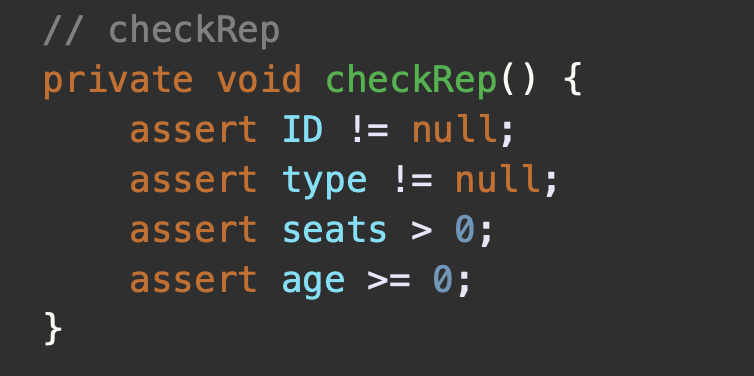 // checkRep
private void checkRep() {
    assert ID != null;
    assert type != null;
    assert seats > 0;
    assert age >= 0;
}